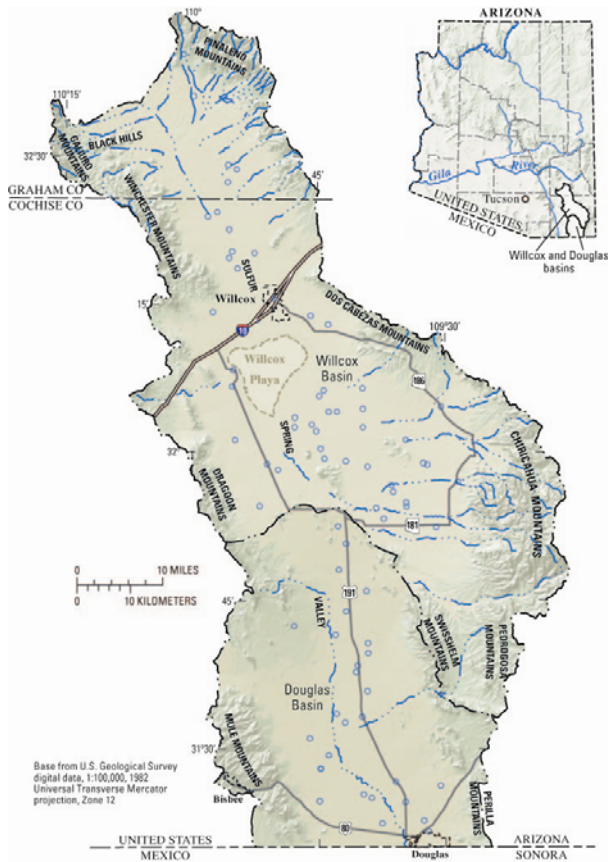 110°
ARIZONA
PINALENO
MOUNTAINS
110°15'
BLACK HILLS
GALIURO
MOUNTAINS
32°30'
45'
GRAHAM CO
COCHISE CO
WINCHESTER MOUNTAINS
Gila
River
Tucson
UNITED STATES
MEXICO
Willcox and Douglas
basins
SULFUR
Willcox
15'
10
DOS CABEZAS MOUNTAINS
109°30'
Willcox
Playa
Willcox
Basin
186
SPRING
32°
DRAGOON
MOUNTAINS
CHIRICAHUA MOUNTAINS
181
0 10 MILES
0 10 KILOMETERS
191
45'
VALLEY
SWISSHELM
MOUNTAINS
PEDROGOSA
MOUNTAINS
Douglas
Basin
31°30'
MULE MOUNTAINS
Base from U.S. Geological Survey
digital data, 1:100,000, 1982
Universal Transverse Mercator
projection, Zone 12
Bisbee
PERILLA
MOUNTAINS
80
UNITED STATES
MEXICO
ARIZONA
SONORA
Douglas